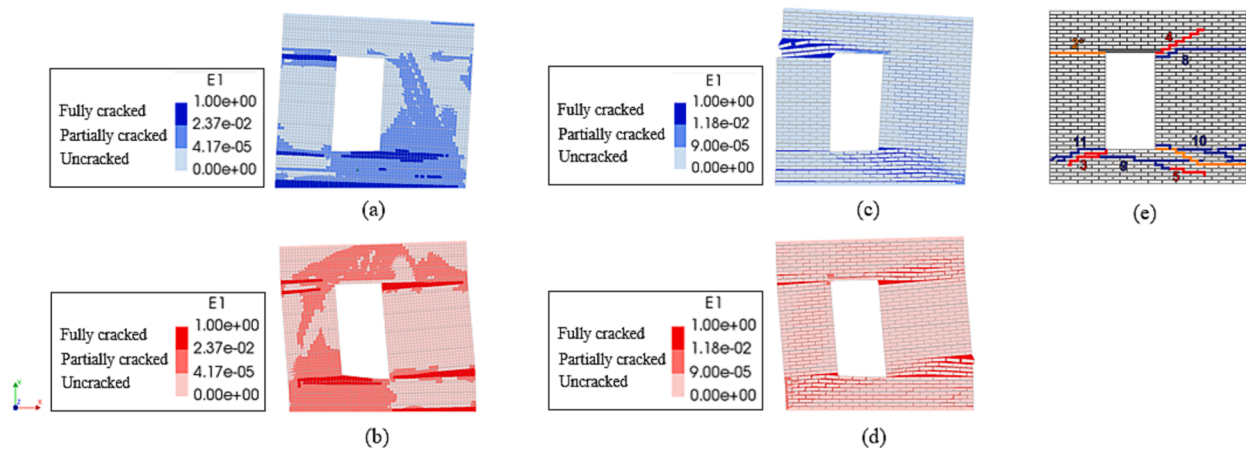 E1
Fully cracked
1.00e+00
2.37e-02
Partially cracked
4.17e-05
Uncracked
0.00e+00
(a)
E1
Fully cracked
1.00e+00
1.18e-02
Partially cracked
9.00e-05
Uncracked
0.00e+00
(c)
4
8
11
10
3
9
5
(e)
E1
Fully cracked
1.00e+00
2.37e-02
Partially cracked
4.17e-05
Uncracked
0.00e+00
(b)
E1
Fully cracked
1.00e+00
1.18e-02
Partially cracked
9.00e-05
Uncracked
0.00e+00
(d)
Y
Z
X